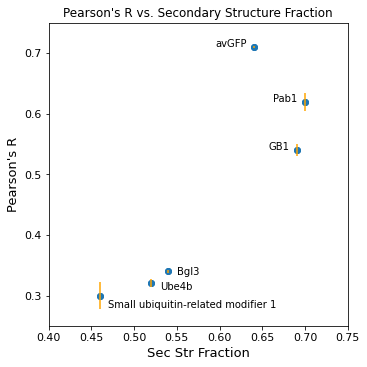 Pearson's R vs. Secondary Structure Fraction
Pearson's R
0.7
0.6
0.5
0.4
0.3
avGFP
Pab1
GB1
Bgl3
Ube4b
Small ubiquitin-related modifier 1
0.40 0.45 0.50 0.55 0.60 0.65 0.70 0.75
Sec Str Fraction